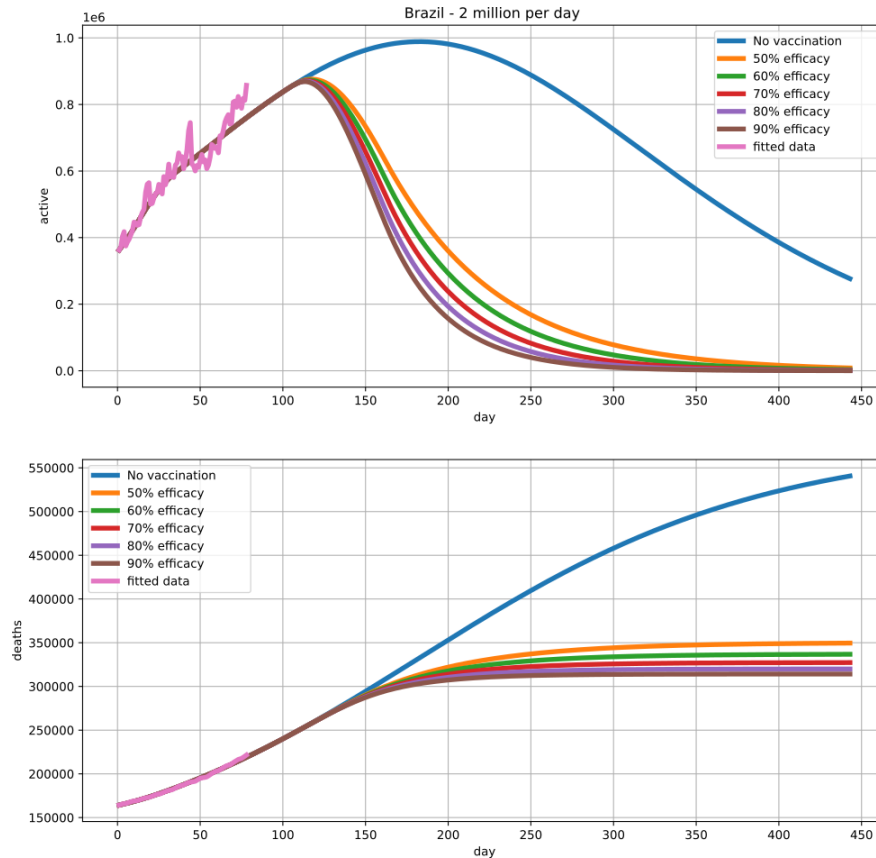 Brazil - 2 million per day
1e6
1.0
0.8
0.6
0.4
0.2
0.0
active
No vaccination
50% efficacy
60% efficacy
70% efficacy
80% efficacy
90% efficacy
fitted data
0 50 100 150 200 250 300 350 400 450
day
550000
500000
450000
400000
350000
300000
250000
200000
150000
deaths
No vaccination
50% efficacy
60% efficacy
70% efficacy
80% efficacy
90% efficacy
fitted data
0 50 100 150 200 250 300 350 400 450
day